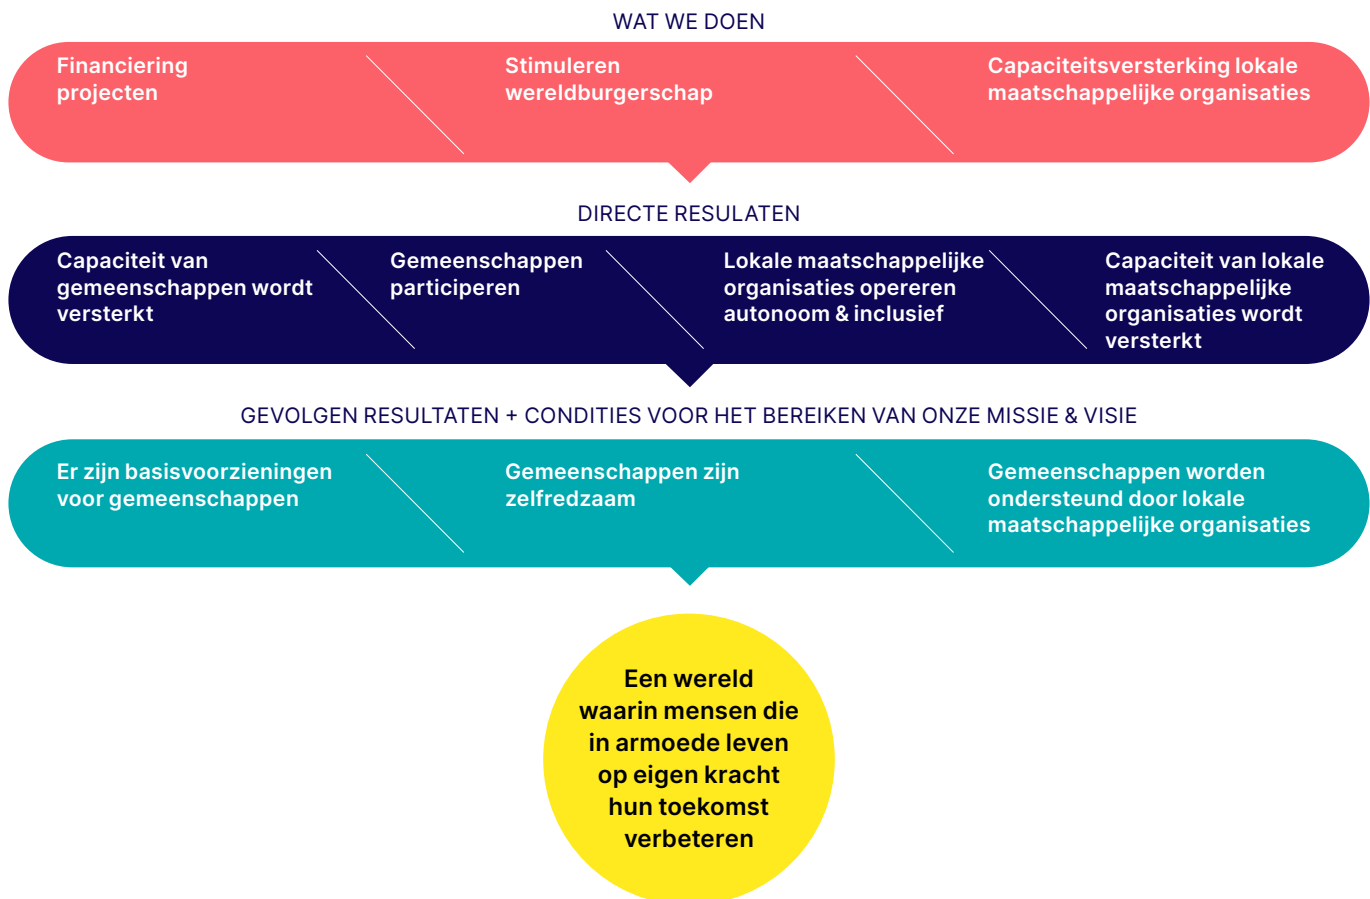 WAT WE DOEN
Financiering
projecten
Stimuleren
wereldburgerschap
Capaciteitsversterking lokale
maatschappelijke organisaties
DIRECTE RESULATEN
Capaciteit van
gemeenschappen wordt
versterkt
Gemeenschappen
participeren
Lokale maatschappelijke
organisaties opereren
autonoom & inclusief
Capaciteit van lokale
maatschappelijke
organisaties wordt
versterkt
GEVOLGEN RESULTATEN + CONDITIES VOOR HET BEREIKEN VAN ONZE MISSIE & VISIE
Er zijn basisvoorzieningen
voor gemeenschappen
Gemeenschappen zijn
zelfredzaam
Gemeenschappen worden
ondersteund door lokale
maatschappelijke organisaties
Een wereld
waarin mensen die
in armoede leven
op eigen kracht
hun toekomst
verbeteren